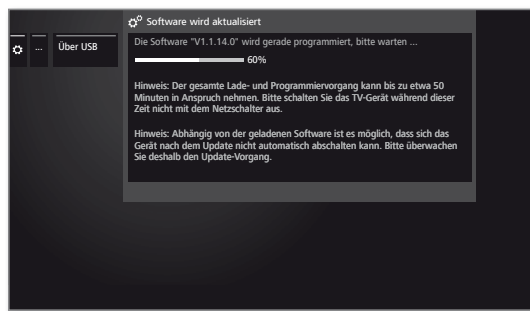 Software wird aktualisiert
... Über USB
Die Software "V1.1.14.0" wird gerade programmiert, bitte warten ...
60%
Hinweis: Der gesamte Lade- und Programmiervorgang kann bis zu etwa 50
Minuten in Anspruch nehmen. Bitte schalten Sie das TV-Gerät während dieser
Zeit nicht mit dem Netzschalter aus.
Hinweis: Abhängig von der geladenen Software ist es möglich, dass sich das
Gerät nach dem Update nicht automatisch abschalten kann. Bitte überwachen
Sie deshalb den Update-Vorgang.